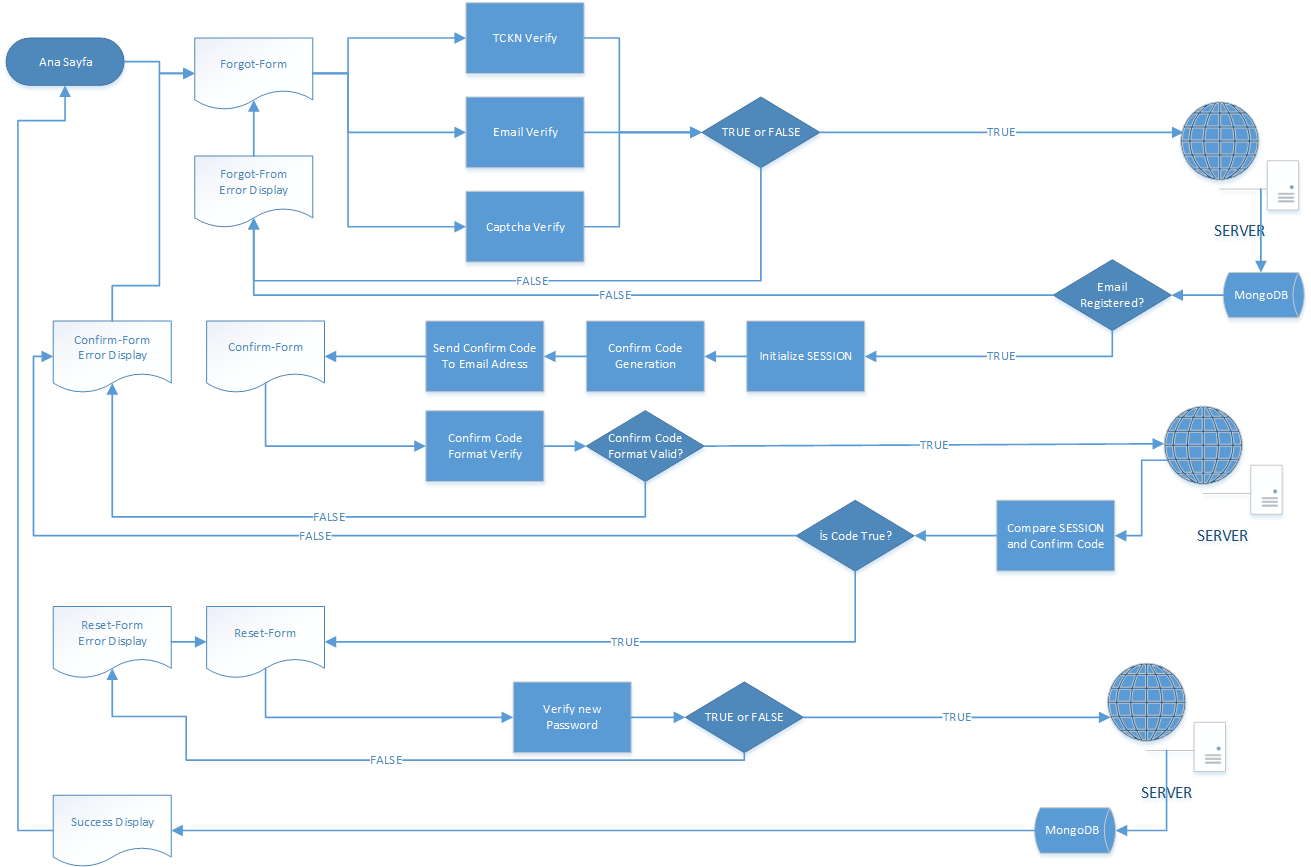 TCKN Verify
Ana Sayfa
Forgot-Form
Email Verify
TRUE or FALSE
TRUE
Forgot-From
Error Display
Captcha Verify
SERVER
FALSE
FALSE
Email
Registered?
MongoDB
Confirm-Form
Error Display
Confirm-Form
Send Confirm Code
To Email Adress
Confirm Code
Generation
Initialize SESSION
TRUE
Confirm Code
Format Verify
Confirm Code
Format Valid?
TRUE
FALSE
FALSE
İs Code True?
Compare SESSION
and Confirm Code
SERVER
Reset-Form
Error Display
Reset-Form
TRUE
Verify new
Password
TRUE or FALSE
TRUE
FALSE
SERVER
Success Display
MongoDB